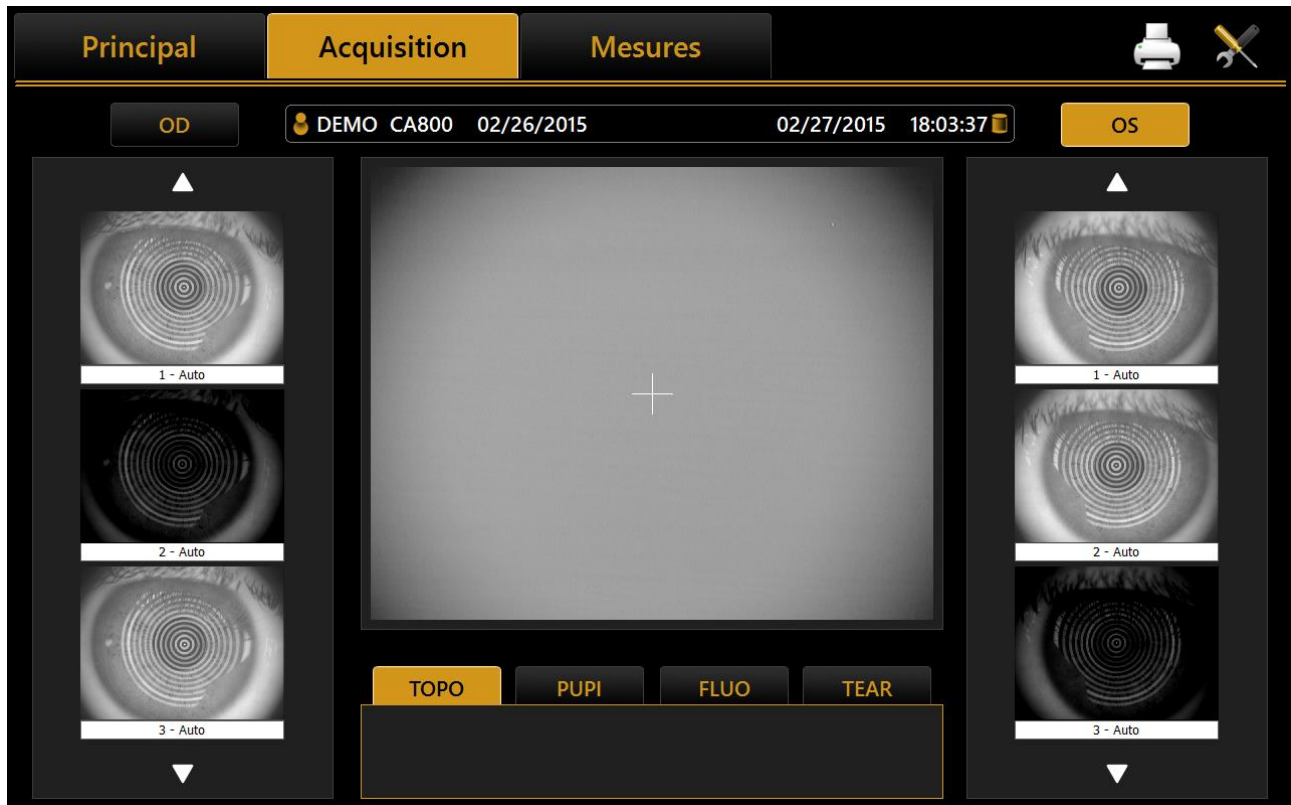 Principal Acquisition Mesures
OD DEMO CA800 02/26/2015 02/27/2015 18:03:37 OS
1 - Auto
2 - Auto
3 - Auto
1 - Auto
2 - Auto
3 - Auto
TOPO PUPI FLUO TEAR